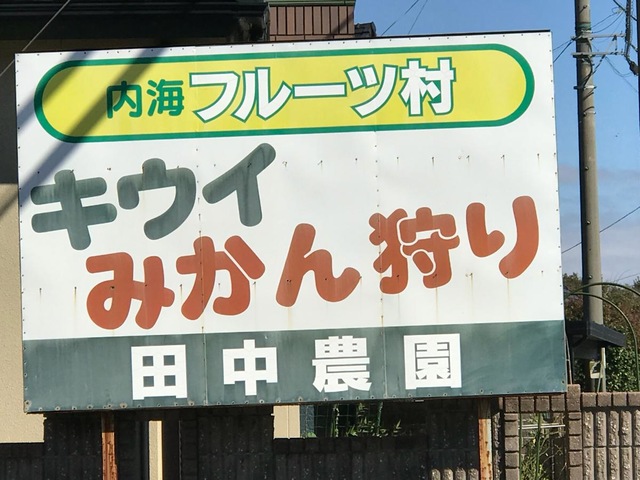 内海フルーツ村
キウイ
みかん狩り
田中農園